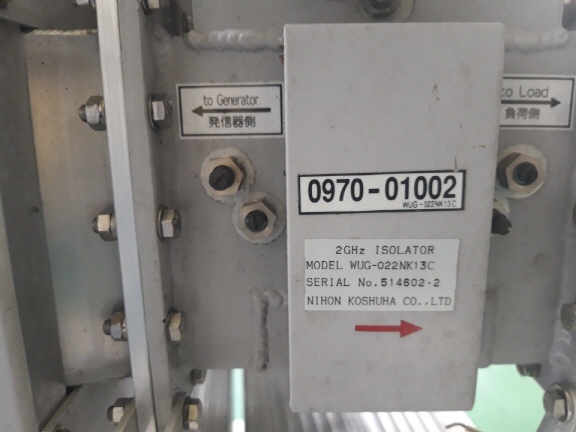 to Generator
発信器側
to Load
負荷側
0970-01002
WUG-022NK13C
2GHz ISOLATOR
MODEL WUG-022NK13C
SERIAL No.514602-2
NIHON KOSHUHA CO.,LTD